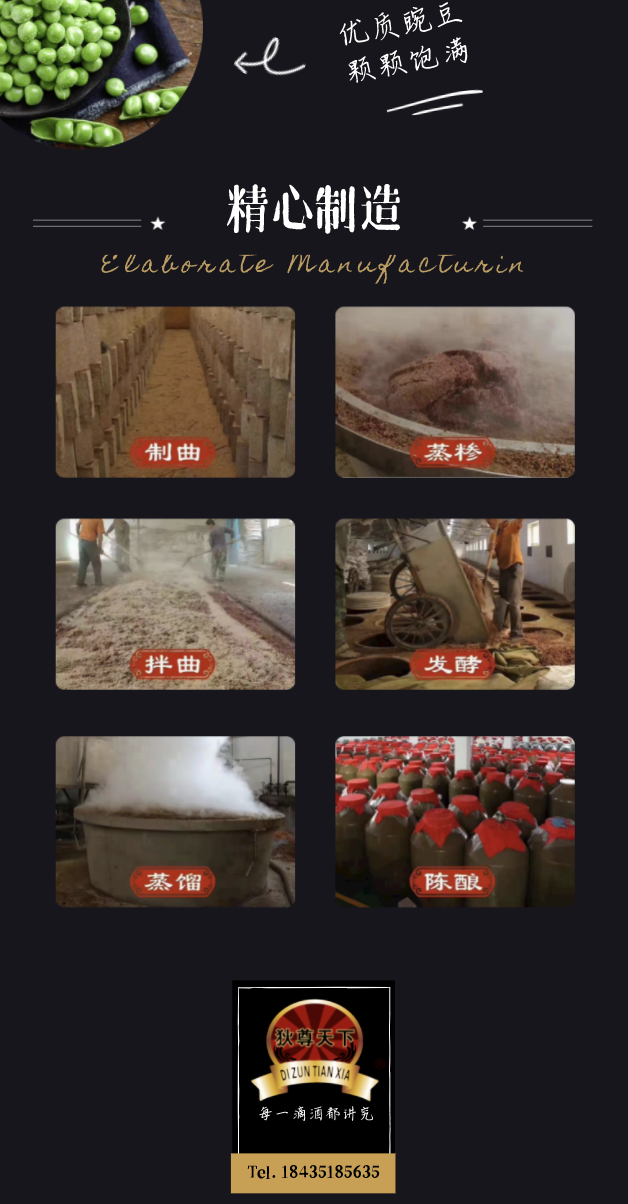 优质豌豆
颗颗饱满
精心制造
Elaborate Manufacturin
制曲
蒸糁
拌曲
发酵
蒸馏
陈酿
狄尊天下
DI ZUN TIAN XIA
每一滴酒都讲究
Tel. 18435185635